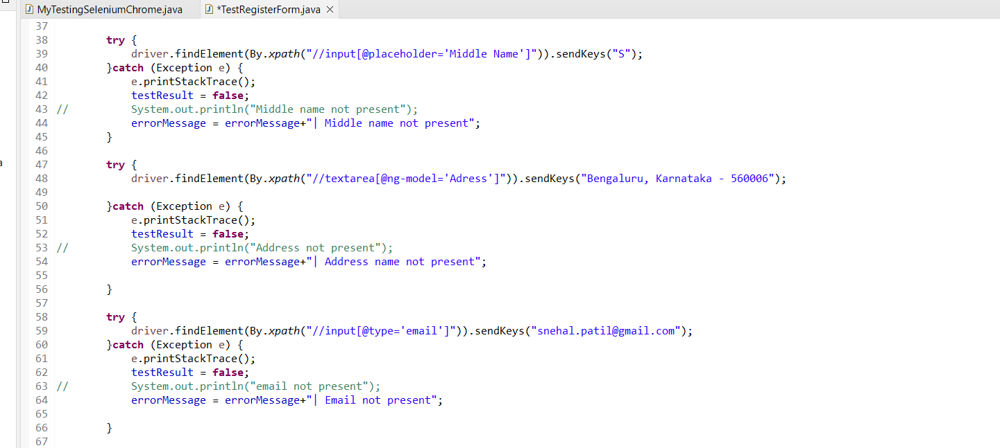 MyTestingSeleniumChrome.java *TestRegisterForm.java
37
38 try {
39 driver.findElement(By.xpath("//input[@placeholder='Middle Name']")).sendKeys("S");
40 }catch (Exception e) {
41 e.printStackTrace();
42 testResult = false;
43 // System.out.println("Middle name not present");
44 errorMessage = errorMessage+"| Middle name not present";
45 }
46
47 try {
48 driver.findElement(By.xpath("//textarea[@ng-model='Adress']")).sendKeys("Bengaluru, Karnataka - 560006");
49
50 }catch (Exception e) {
51 e.printStackTrace();
52 testResult = false;
53 // System.out.println("Address not present");
54 errorMessage = errorMessage+"| Address name not present";
55
56 }
57
58 try {
59 driver.findElement(By.xpath("//input[@type='email']")).sendKeys("snehal.patil@gmail.com");
60 }catch (Exception e) {
61 e.printStackTrace();
62 testResult = false;
63 // System.out.println("email not present");
64 errorMessage = errorMessage+"| Email not present";
65
66 }
67